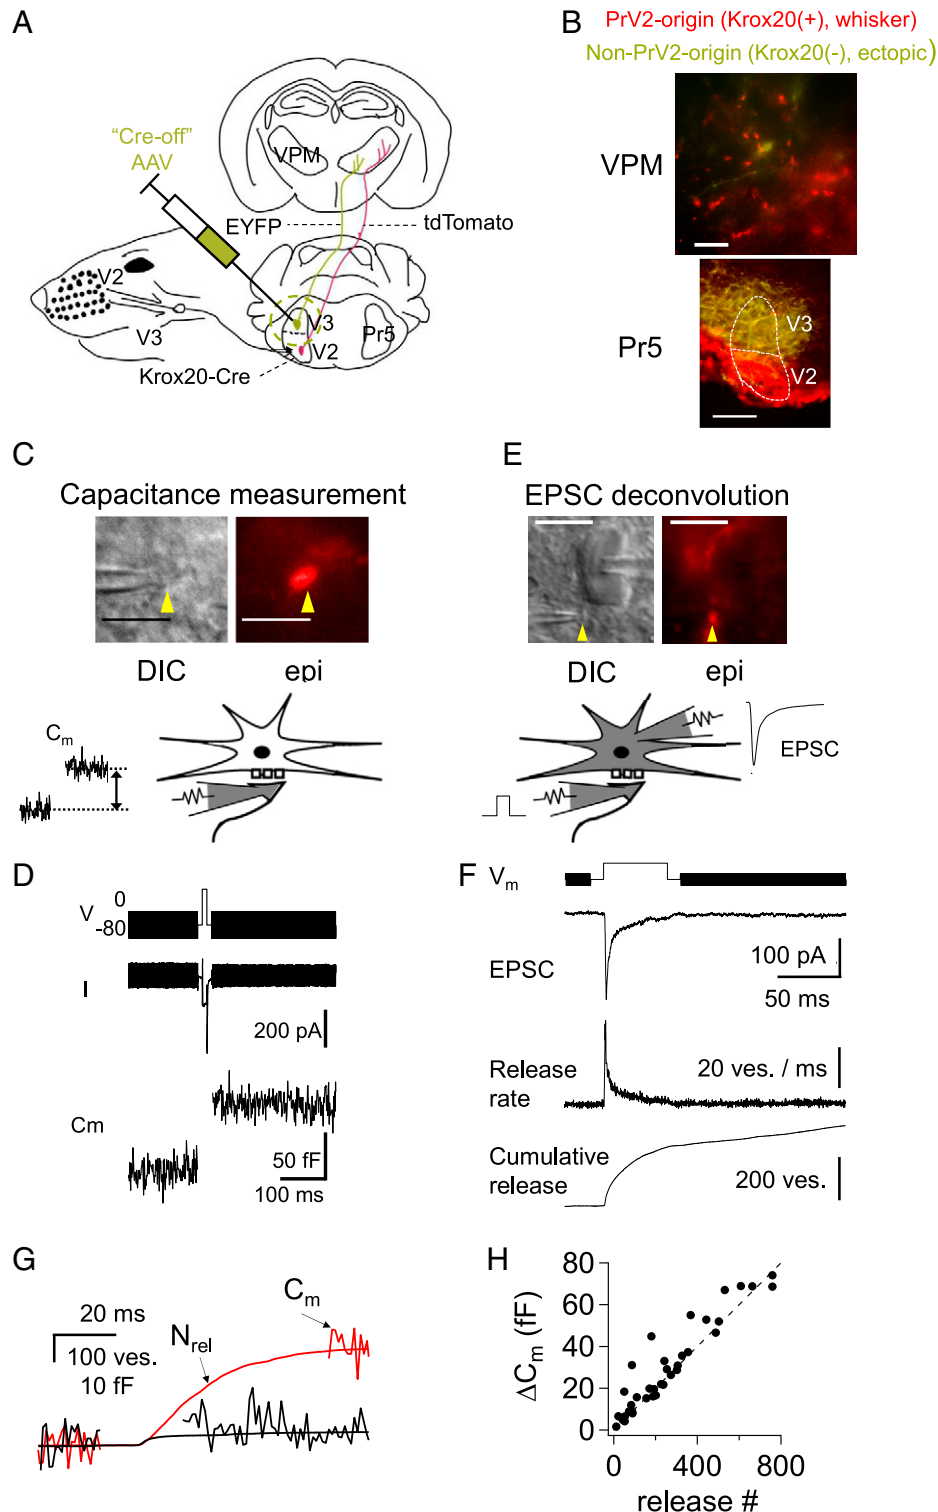 A
"Cre-off"
AAV
VPM
EYFP
tdTomato
V2
V3
V3
V2
Pr5
Krox20-Cre
B
PrV2-origin (Krox20(+), whisker)
Non-PrV2-origin (Krox20(-), ectopic)
VPM
Pr5
V3
V2
C
Capacitance measurement
DIC
epi
Cm
E
EPSC deconvolution
DIC
epi
EPSC
D
V
0
-80
I
200 pA
Cm
50 fF
100 ms
F
Vm
EPSC
100 pA
50 ms
Release
rate
20 ves. / ms
Cumulative
release
200 ves.
G
20 ms
100 ves.
10 fF
Nrel
Cm
H
ΔCm (fF)
80
60
40
20
0
0
400
800
release #